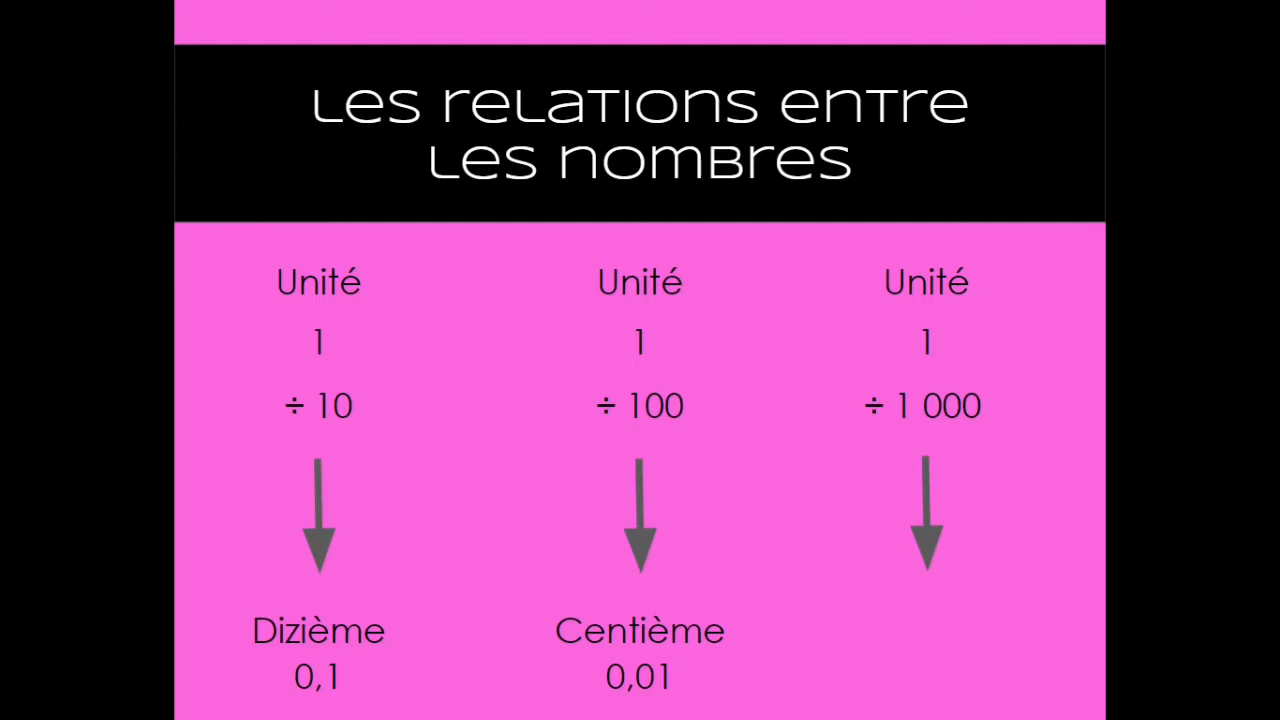 Les relations entre
les nombres
Unité Unité Unité
1 1 1
÷ 10 ÷ 100 ÷ 1 000
Dizième Centième
0,1 0,01